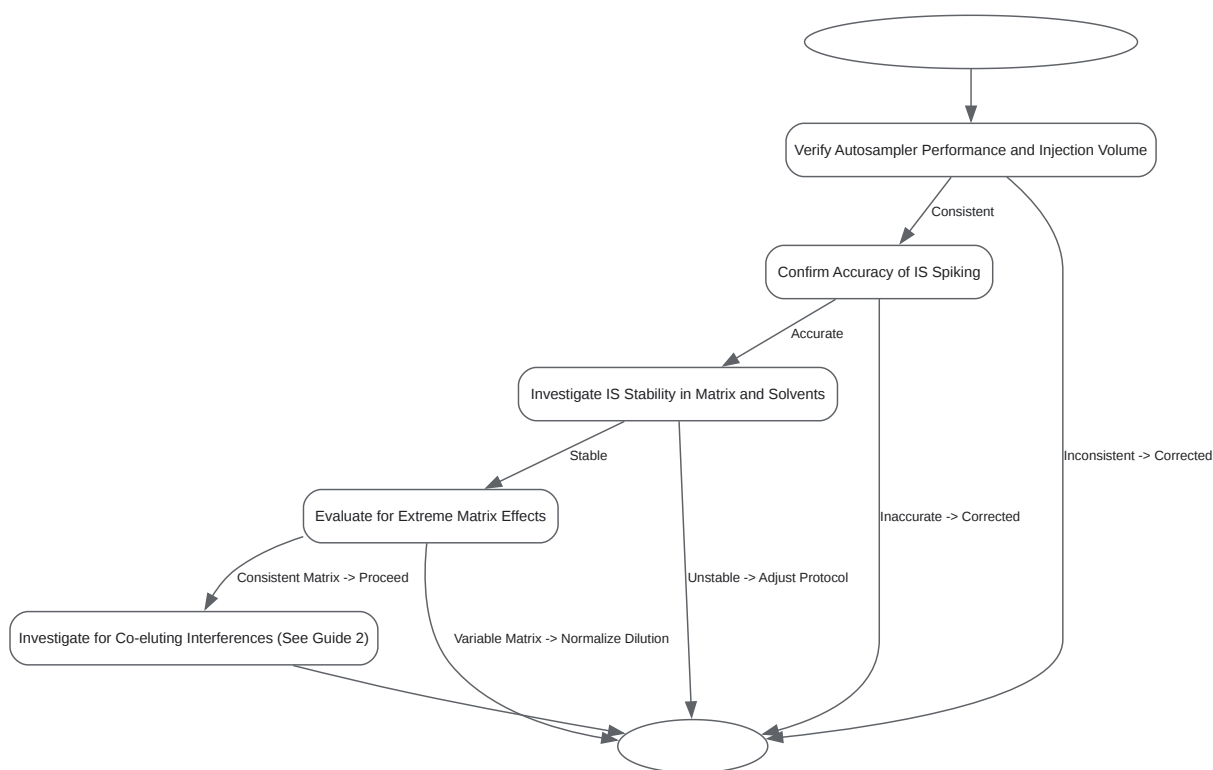 Verify Autosampler Performance and Injection Volume
Consistent
Confirm Accuracy of IS Spiking
Accurate
Investigate IS Stability in Matrix and Solvents
Stable
Inconsistent -> Corrected
Evaluate for Extreme Matrix Effects
Inaccurate -> Corrected
Consistent Matrix -> Proceed
Unstable -> Adjust Protocol
Investigate for Co-eluting Interferences (See Guide 2)
Variable Matrix -> Normalize Dilution